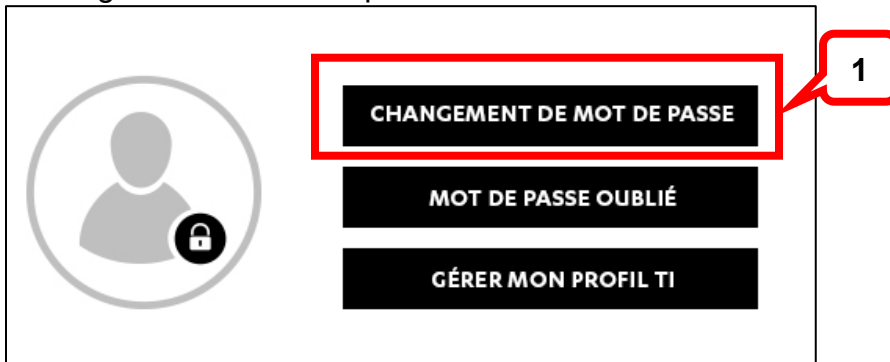 1
CHANGEMENT DE MOT DE PASSE
MOT DE PASSE OUBLIÉ
GÉRER MON PROFIL TI